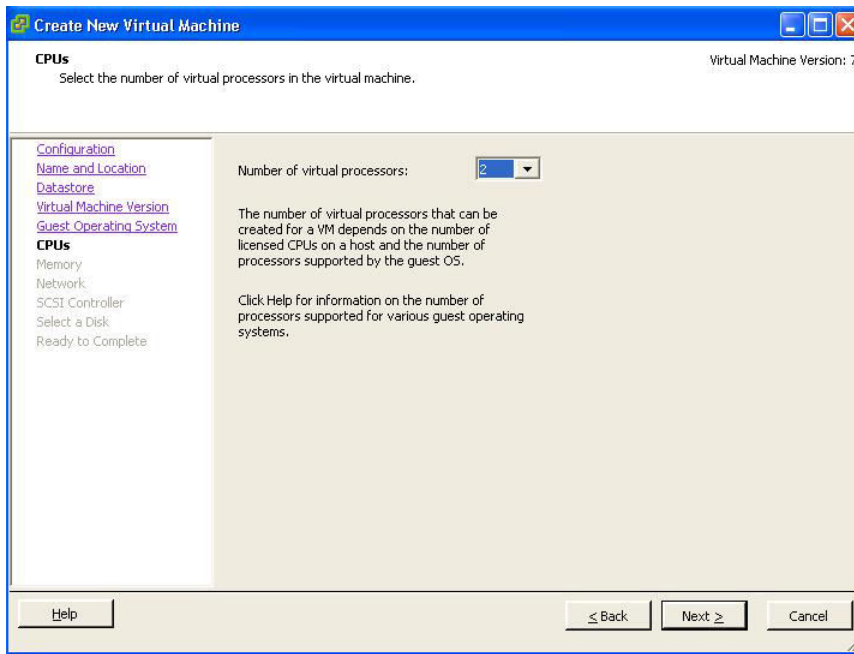 Create New Virtual Machine
CPUs
Select the number of virtual processors in the virtual machine.
Virtual Machine Version: 7
Configuration
Name and Location
Datastore
Virtual Machine Version
Guest Operating System
CPUs
Memory
Network
SCSI Controller
Select a Disk
Ready to Complete
Number of virtual processors: 2
The number of virtual processors that can be
created for a VM depends on the number of
licensed CPUs on a host and the number of
processors supported by the guest OS.
Click Help for information on the number of
processors supported for various guest operating
systems.
Help
< Back
Next >
Cancel